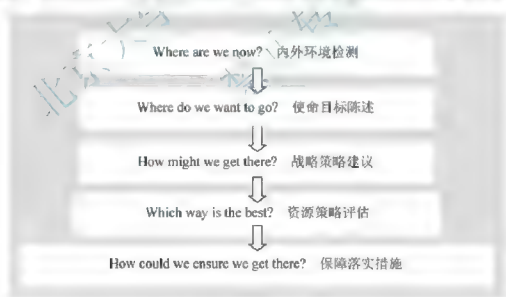 Where are we now? 内外环境检测
Where do we want to go? 使命目标陈述
How might we get there? 战略策略建议
Which way is the best? 资源策略评估
How could we ensure we get there? 保障落实措施